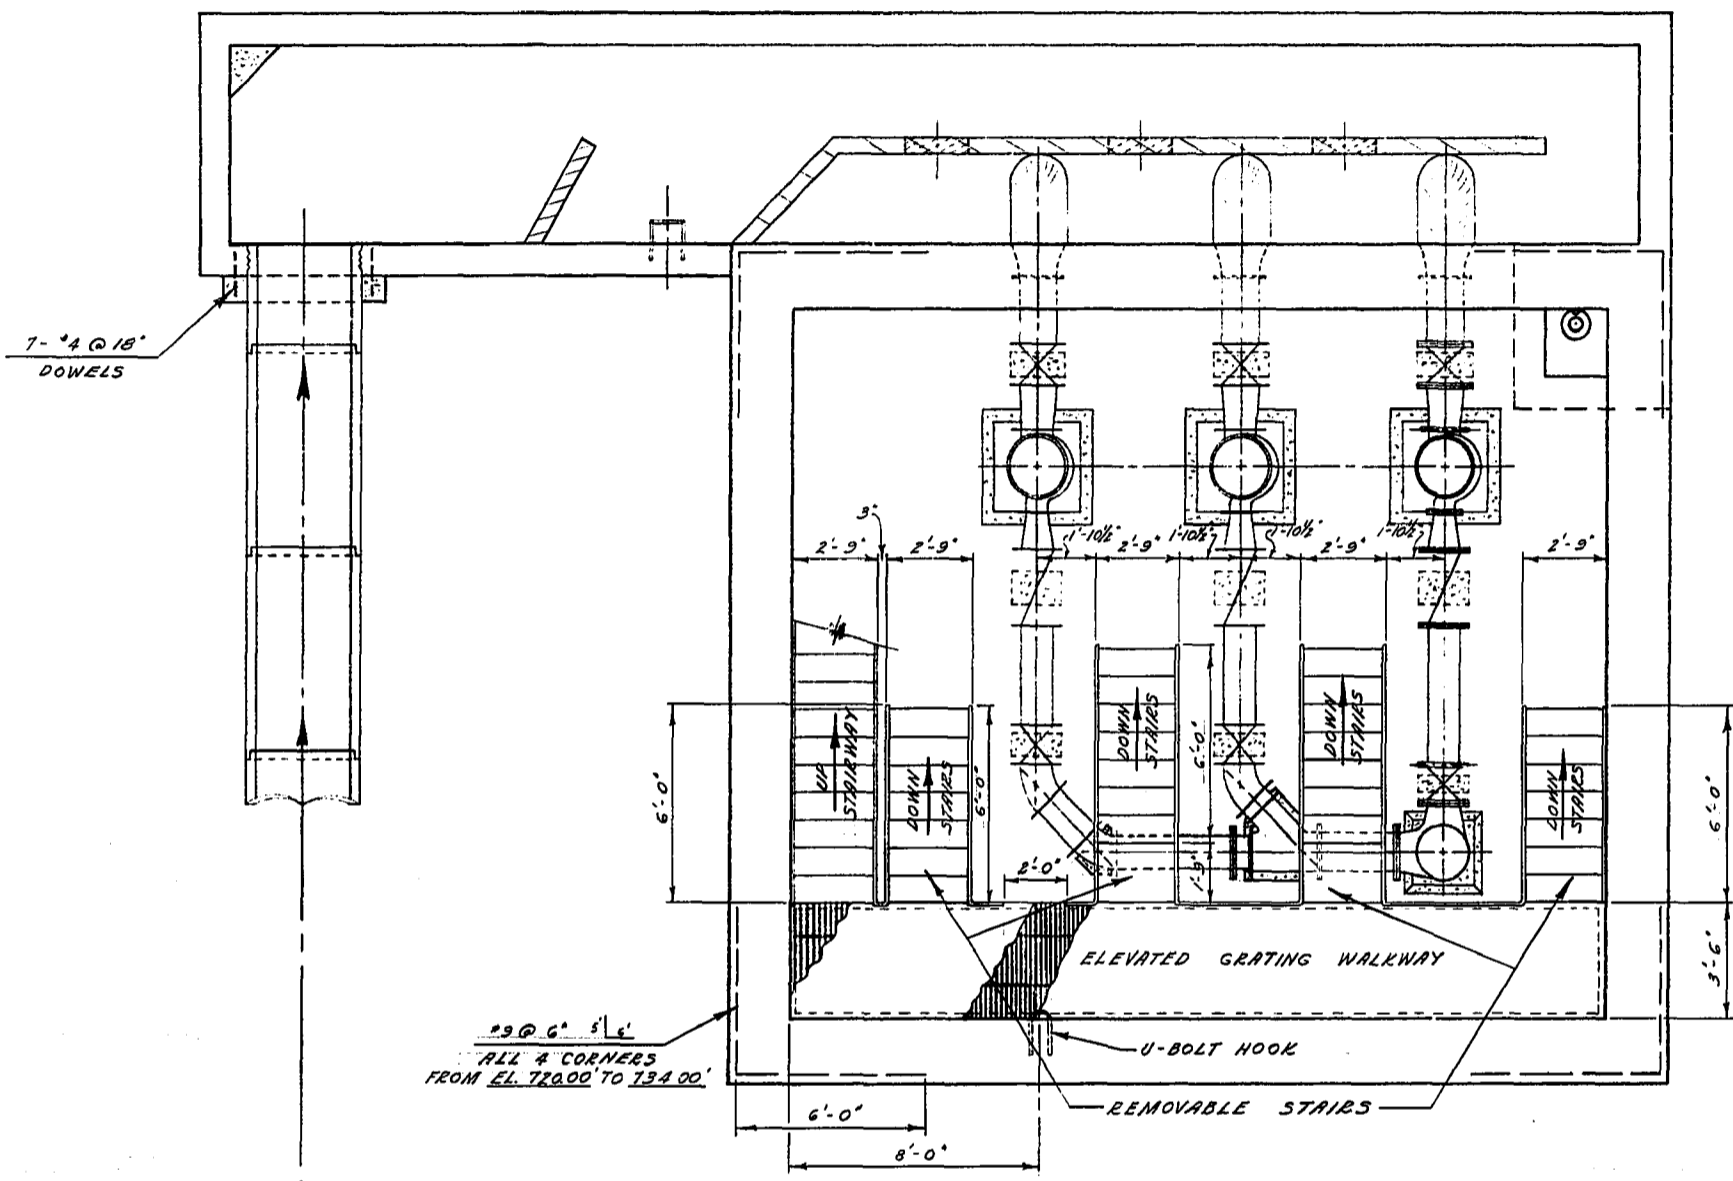 7- #4 @ 18"
DOWELS
3"
2'-9"
2'-9"
1'-10½"
2'-9"
1'-10½"
1'-10½"
2'-9"
1'-10½"
2'-9"
6'-0"
UP
STAIRWAY
DOWN
STAIRS
6'-0"
DOWN
STAIRS
6'-0"
DOWN
STAIRS
DOWN
STAIRS
6'-0"
2'-0"
1'-9"
ELEVATED GRATING WALKWAY
3'-6"
#9 @ 6" 5' 6'
ALL 4 CORNERS
FROM EL. 720.00' TO 734.00'
U-BOLT HOOK
REMOVABLE STAIRS
6'-0"
8'-0"